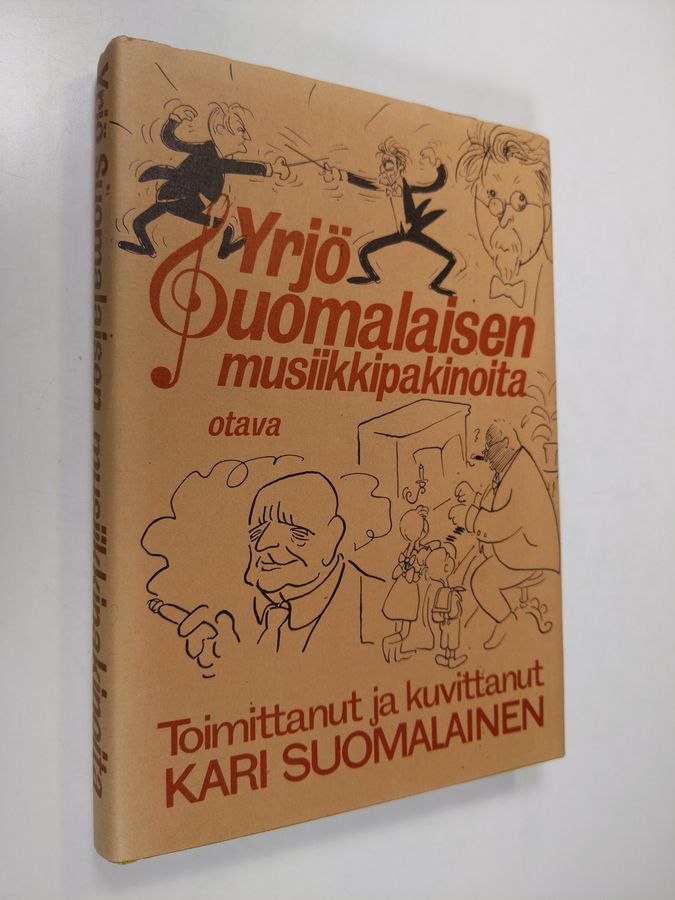 Yrjö
Suomalaisen
musiikkipakinoita
otava
?
Toimittanut ja kuvittanut
KARI SUOMALAINEN
Yrjö Suomalaisen musiikkipakinoita